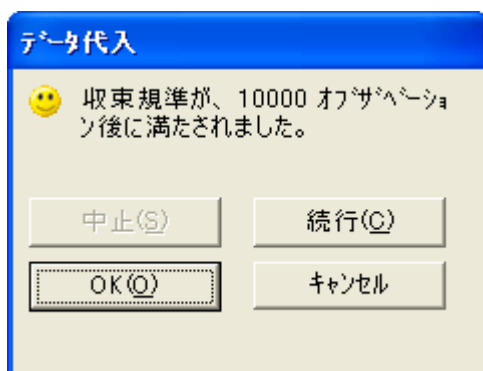 ﾃﾞｰﾀ代入
収束規準が、10000 ｵﾌﾞｻﾞﾍﾞｰｼｮ
ﾝ後に満たされました。
中止(S)
続行(C)
OK(O)
ｷｬﾝｾﾙ